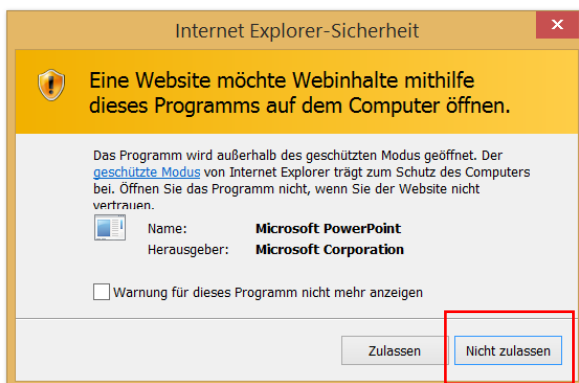 Internet Explorer-Sicherheit
Eine Website möchte Webinhalte mithilfe
dieses Programms auf dem Computer öffnen.
Das Programm wird außerhalb des geschützten Modus geöffnet. Der
geschützte Modus von Internet Explorer trägt zum Schutz des Computers
bei. Öffnen Sie das Programm nicht, wenn Sie der Website nicht
vertrauen.
Name: Microsoft PowerPoint
Herausgeber: Microsoft Corporation
Warnung für dieses Programm nicht mehr anzeigen
Zulassen Nicht zulassen